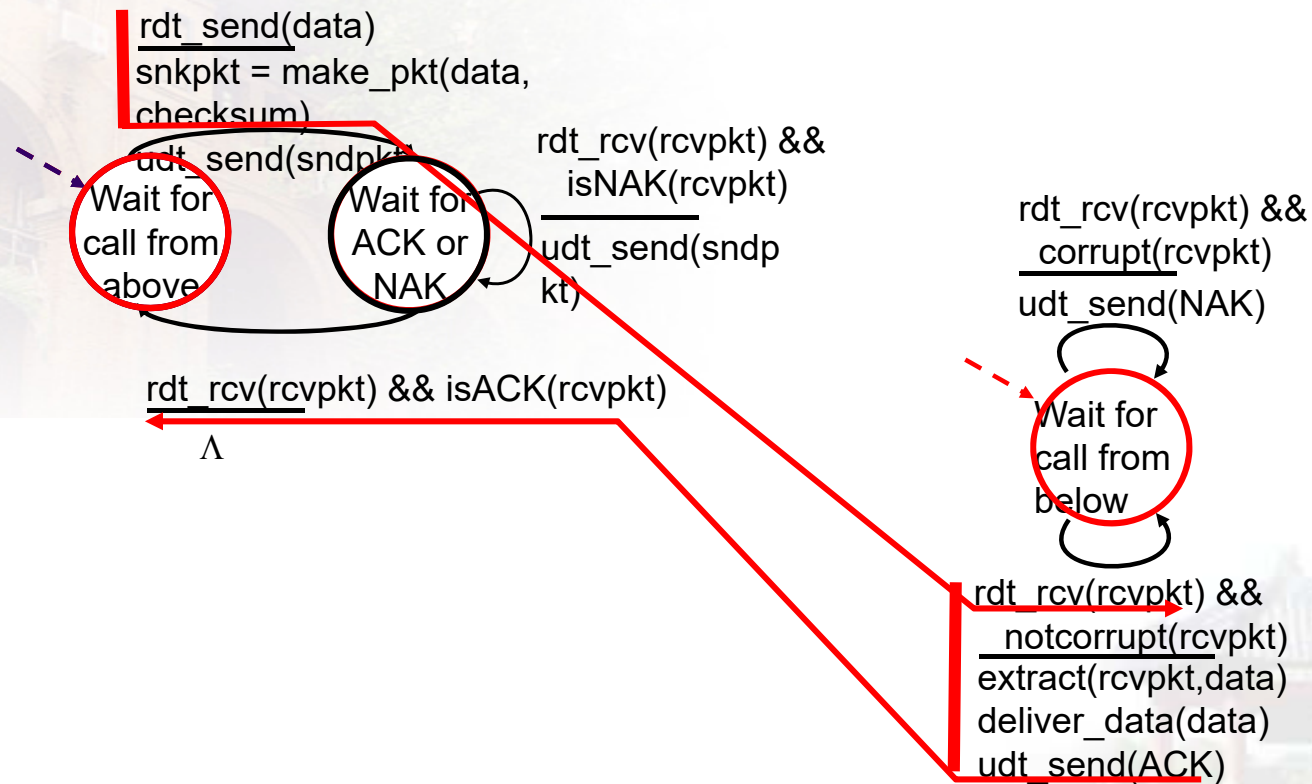 rdt_send(data)
snkpkt = make_pkt(data,
checksum)
udt_send(sndpkt)
Wait for
call from
above
Wait for
ACK or
NAK
rdt_rcv(rcvpkt) &&
isNAK(rcvpkt)
udt_send(sndp
kt)
rdt_rcv(rcvpkt) && isACK(rcvpkt)
Λ
rdt_rcv(rcvpkt) &&
corrupt(rcvpkt)
udt_send(NAK)
Wait for
call from
below
rdt_rcv(rcvpkt) &&
notcorrupt(rcvpkt)
extract(rcvpkt,data)
deliver_data(data)
udt_send(ACK)